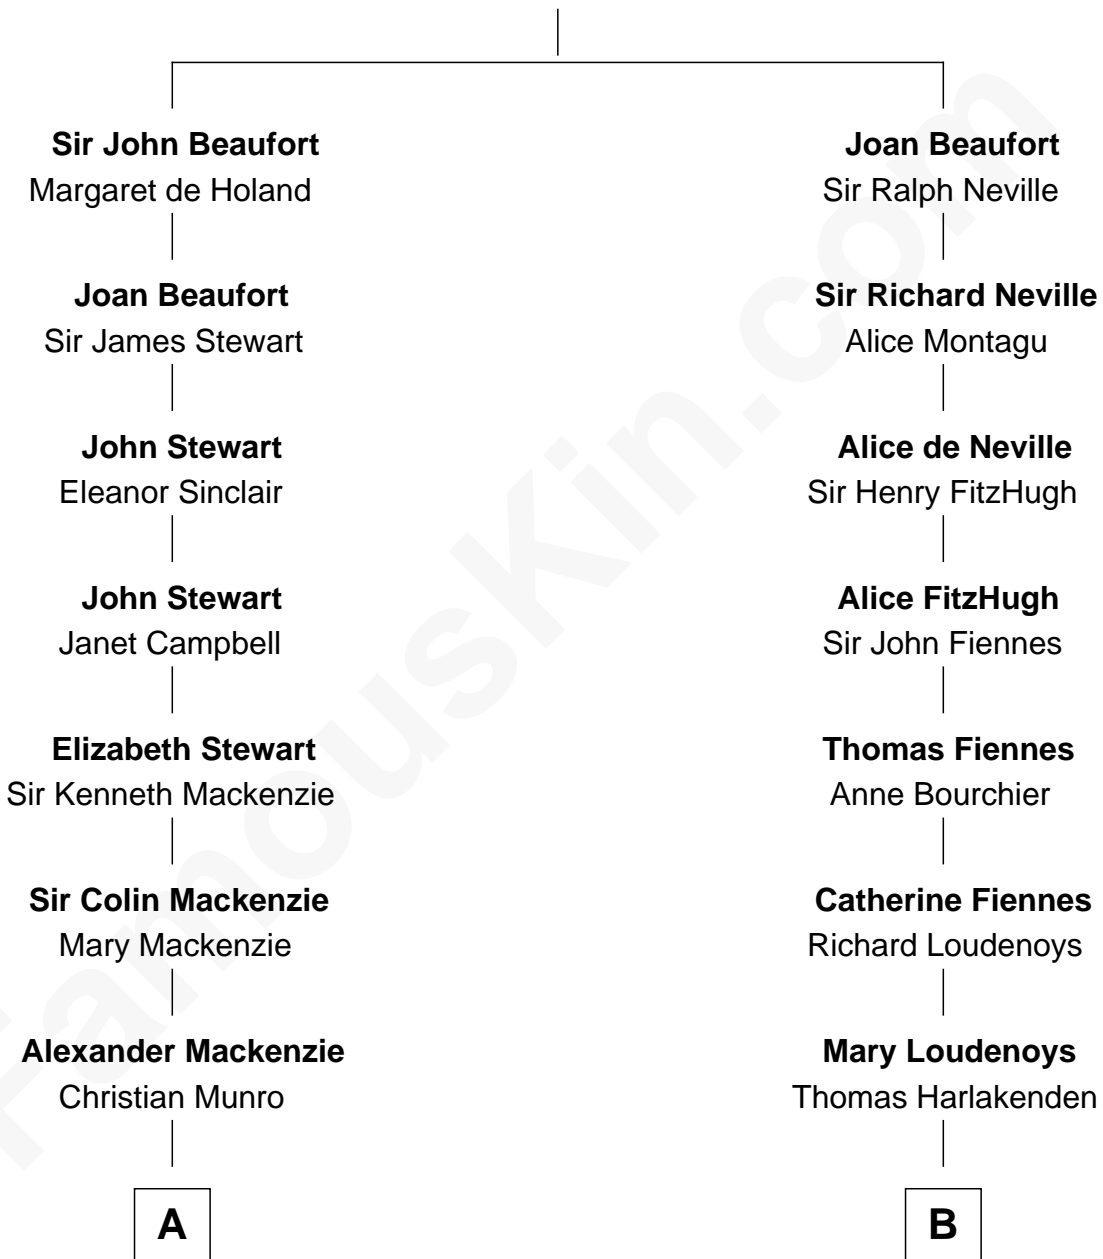 Sir John Beaufort
Margaret de Holand
Joan Beaufort
Sir James Stewart
John Stewart
Eleanor Sinclair
John Stewart
Janet Campbell
Elizabeth Stewart
Sir Kenneth Mackenzie
Sir Colin Mackenzie
Mary Mackenzie
Alexander Mackenzie
Christian Munro
A
Joan Beaufort
Sir Ralph Neville
Sir Richard Neville
Alice Montagu
Alice de Neville
Sir Henry FitzHugh
Alice FitzHugh
Sir John Fiennes
Thomas Fiennes
Anne Bourchier
Catherine Fiennes
Richard Loudenoys
Mary Loudenoys
Thomas Harlakenden
B
FamousKin.com